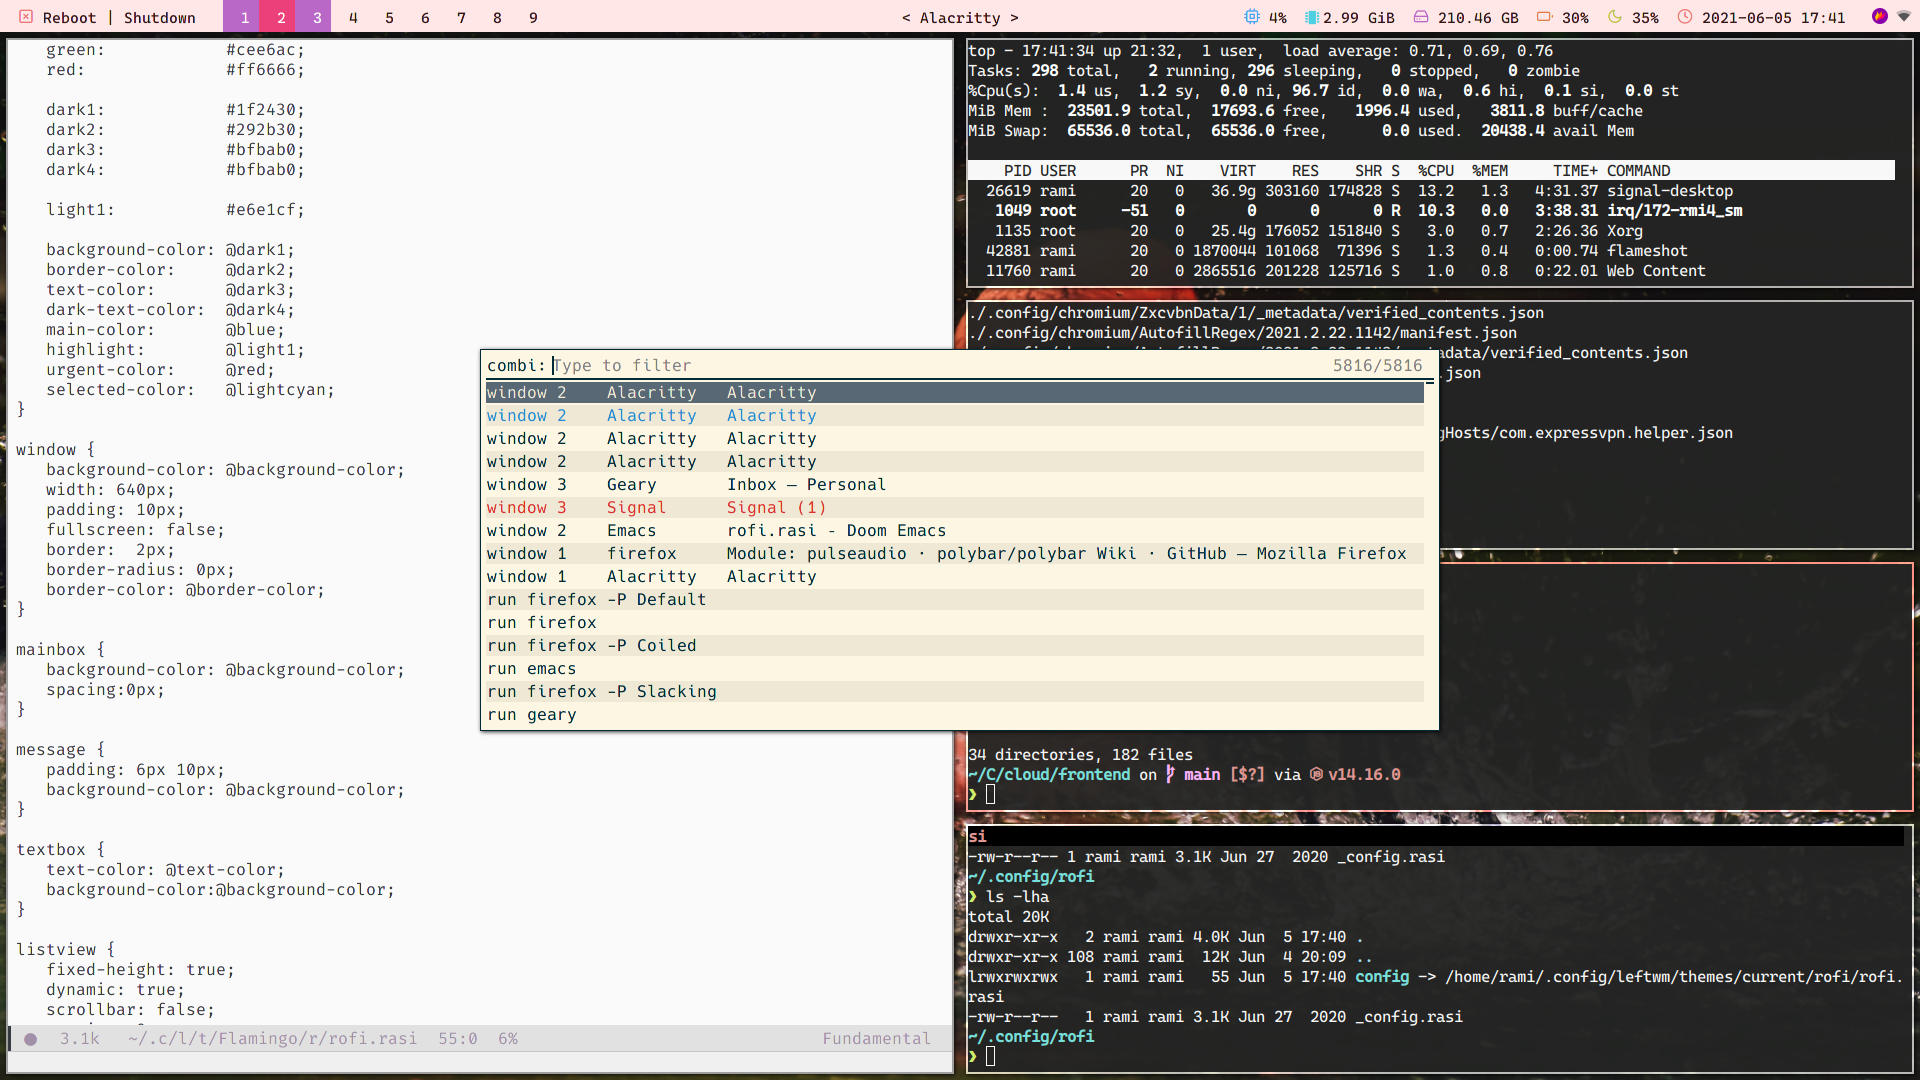 Reboot | Shutdown 1 2 3 4 5 6 7 8 9 < Alacritty > 4% 2.99 GiB 210.46 GB 30% 35% 2021-06-05 17:41
green: #cee6ac;
red: #ff6666;
dark1: #1f2430;
dark2: #292b30;
dark3: #bfbab0;
dark4: #bfbab0;
light1: #e6e1cf;
background-color: @dark1;
border-color: @dark2;
text-color: @dark3;
dark-text-color: @dark4;
main-color: @blue;
highlight: @light1;
urgent-color: @red;
selected-color: @lightcyan;
}
window {
background-color: @background-color;
width: 640px;
padding: 10px;
fullscreen: false;
border: 2px;
border-radius: 0px;
border-color: @border-color;
}
mainbox {
background-color: @background-color;
spacing:0px;
}
message {
padding: 6px 10px;
background-color: @background-color;
}
textbox {
text-color: @text-color;
background-color:@background-color;
}
listview {
fixed-height: true;
dynamic: true;
scrollbar: false;
3.1k ~/.c/l/t/Flamingo/r/rofi.rasi 55:0 6% Fundamental
top - 17:41:34 up 21:32, 1 user, load average: 0.71, 0.69, 0.76
Tasks: 298 total, 2 running, 296 sleeping, 0 stopped, 0 zombie
%Cpu(s): 1.4 us, 1.2 sy, 0.0 ni, 96.7 id, 0.0 wa, 0.6 hi, 0.1 si, 0.0 st
MiB Mem : 23501.9 total, 17693.6 free, 1996.4 used, 3811.8 buff/cache
MiB Swap: 65536.0 total, 65536.0 free, 0.0 used. 20438.4 avail Mem
PID USER PR NI VIRT RES SHR S %CPU %MEM TIME+ COMMAND
26619 rami 20 0 36.9g 303160 174828 S 13.2 1.3 4:31.37 signal-desktop
1049 root -51 0 0 0 0 R 10.3 0.0 3:38.31 irq/172-rmi4_sm
1135 root 20 0 25.4g 176052 151840 S 3.0 0.7 2:26.36 Xorg
42881 rami 20 0 1870044 101068 71396 S 1.3 0.4 0:00.74 flameshot
11760 rami 20 0 2865516 201228 125716 S 1.0 0.8 0:22.01 Web Content
./.config/chromium/ZxcvbnData/1/_metadata/verified_contents.json
./.config/chromium/AutofillRegex/2021.2.22.1142/manifest.json
adata/verified_contents.json
.json
gHosts/com.expressvpn.helper.json
combi: Type to filter 5816/5816
window 2 Alacritty Alacritty
window 2 Alacritty Alacritty
window 2 Alacritty Alacritty
window 2 Alacritty Alacritty
window 3 Geary Inbox — Personal
window 3 Signal Signal (1)
window 2 Emacs rofi.rasi - Doom Emacs
window 1 firefox Module: pulseaudio · polybar/polybar Wiki · GitHub — Mozilla Firefox
window 1 Alacritty Alacritty
run firefox -P Default
run firefox
run firefox -P Coiled
run emacs
run firefox -P Slacking
run geary
34 directories, 182 files
~/C/cloud/frontend on main [$?] via v14.16.0
❯
si
-rw-r--r-- 1 rami rami 3.1K Jun 27 2020 _config.rasi
~/.config/rofi
❯ ls -lha
total 20K
drwxr-xr-x 2 rami rami 4.0K Jun 5 17:40 .
drwxr-xr-x 108 rami rami 12K Jun 4 20:09 ..
lrwxrwxrwx 1 rami rami 55 Jun 5 17:40 config -> /home/rami/.config/leftwm/themes/current/rofi/rofi.
rasi
-rw-r--r-- 1 rami rami 3.1K Jun 27 2020 _config.rasi
~/.config/rofi
❯